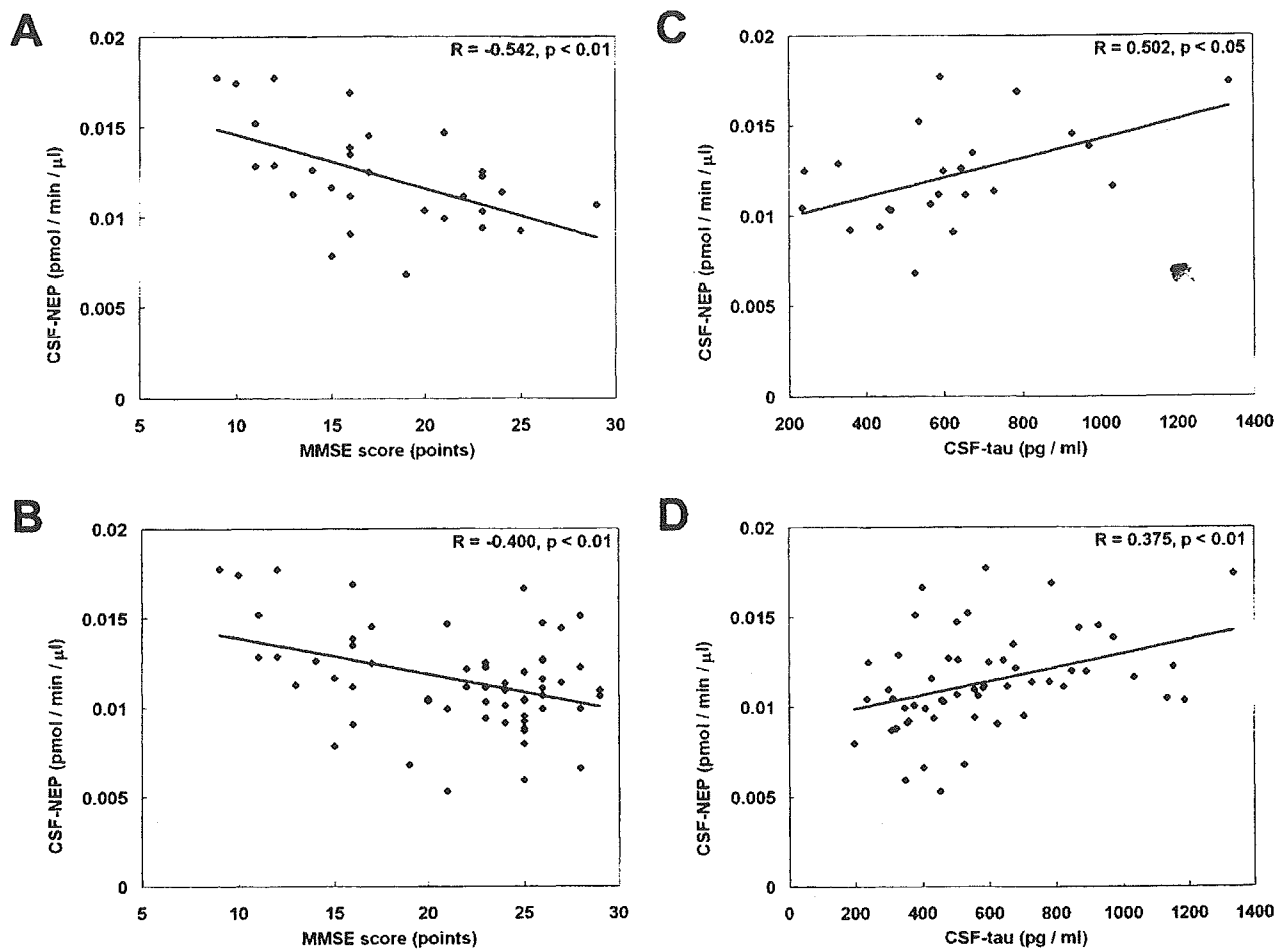 A
R = -0.542, p < 0.01
0.02
0.015
0.01
0.005
0
CSF-NEP (pmol / min / µl)
5 10 15 20 25 30
MMSE score (points)
C
R = 0.502, p < 0.05
0.02
0.015
0.01
0.005
0
CSF-NEP (pmol / min / µl)
200 400 600 800 1000 1200 1400
CSF-tau (pg / ml)
B
R = -0.400, p < 0.01
0.02
0.015
0.01
0.005
0
CSF-NEP (pmol / min / µl)
5 10 15 20 25 30
MMSE score (points)
D
R = 0.375, p < 0.01
0.02
0.015
0.01
0.005
0
CSF-NEP (pmol / min / µl)
0 200 400 600 800 1000 1200 1400
CSF-tau (pg / ml)